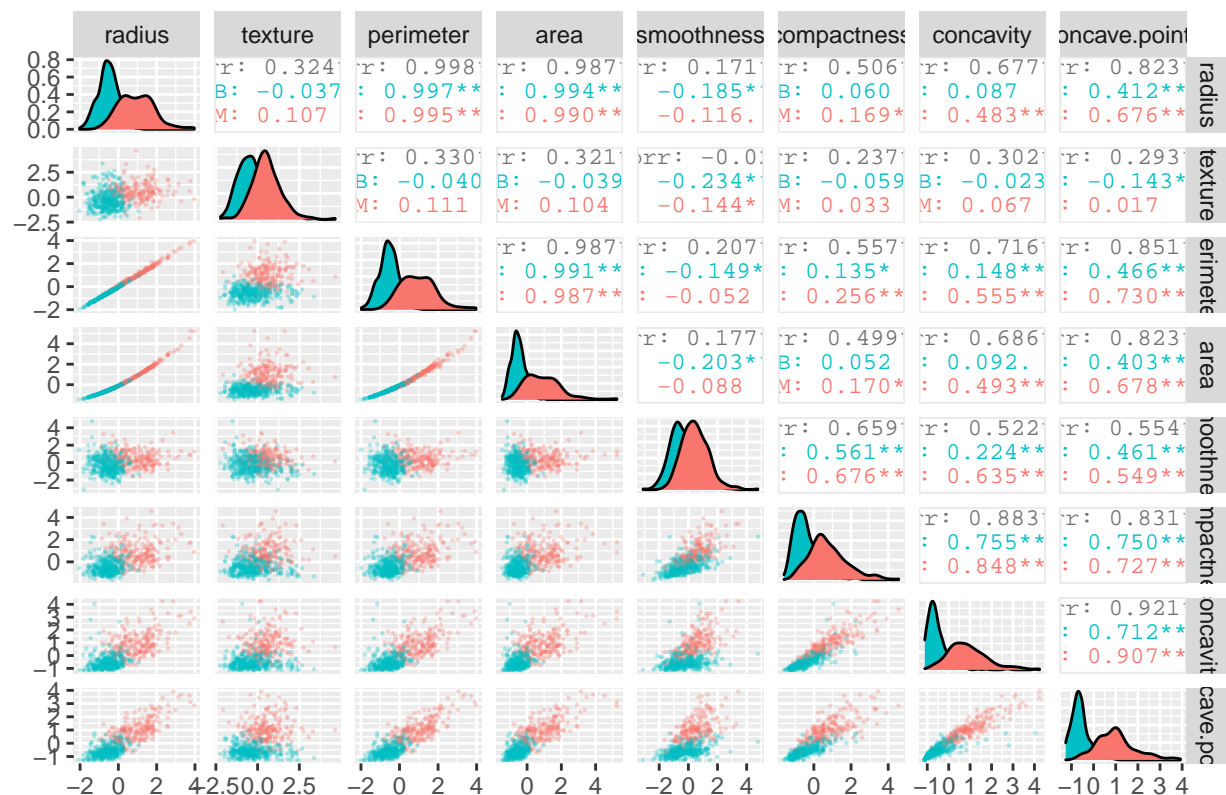 radius texture perimeter area smoothness compactness concavity oncave.point
0.8 0.6 0.4 0.2 0.0
rr: 0.324 r: 0.998 r: 0.987 rr: 0.171 r: 0.506 r: 0.677 r: 0.823
B: -0.037 : 0.997** : 0.994** -0.185* B: 0.060 : 0.087 : 0.412**
M: 0.107 : 0.995** : 0.990** -0.116. M: 0.169* : 0.483** : 0.676**
radius
2.5 0.0 −2.5
rr: 0.330 r: 0.321 orr: -0.02 r: 0.237 r: 0.302 r: 0.293
B: -0.040 B: -0.039 -0.234* B: -0.059 B: -0.023 : -0.143*
M: 0.111 M: 0.104 -0.144* M: 0.033 M: 0.067 : 0.017
texture
4 2 0 −2
r: 0.987 rr: 0.207 r: 0.557 r: 0.716 r: 0.851
: 0.991** : -0.149* : 0.135* : 0.148** : 0.466**
: 0.987** : -0.052 : 0.256** : 0.555** : 0.730**
erimete
4 2 0
rr: 0.177 r: 0.499 r: 0.686 r: 0.823
-0.203* B: 0.052 : 0.092. : 0.403**
-0.088 M: 0.170* : 0.493** : 0.678**
area
4 2 0 −2
r: 0.659 r: 0.522 r: 0.554
: 0.561** : 0.224** : 0.461**
: 0.676** : 0.635** : 0.549**
noothne
4 2 0
r: 0.883 r: 0.831
: 0.755** : 0.750**
: 0.848** : 0.727**
mpactne
4 3 2 1 0 −1
r: 0.921
: 0.712**
: 0.907**
oncavit
4 3 2 1 0 −1
cave.po
−2 0 2 4 −2.5 0.0 2.5 −2 0 2 4 0 2 4 −2 0 2 4 0 2 4 −1 0 1 2 3 4 −1 0 1 2 3 4